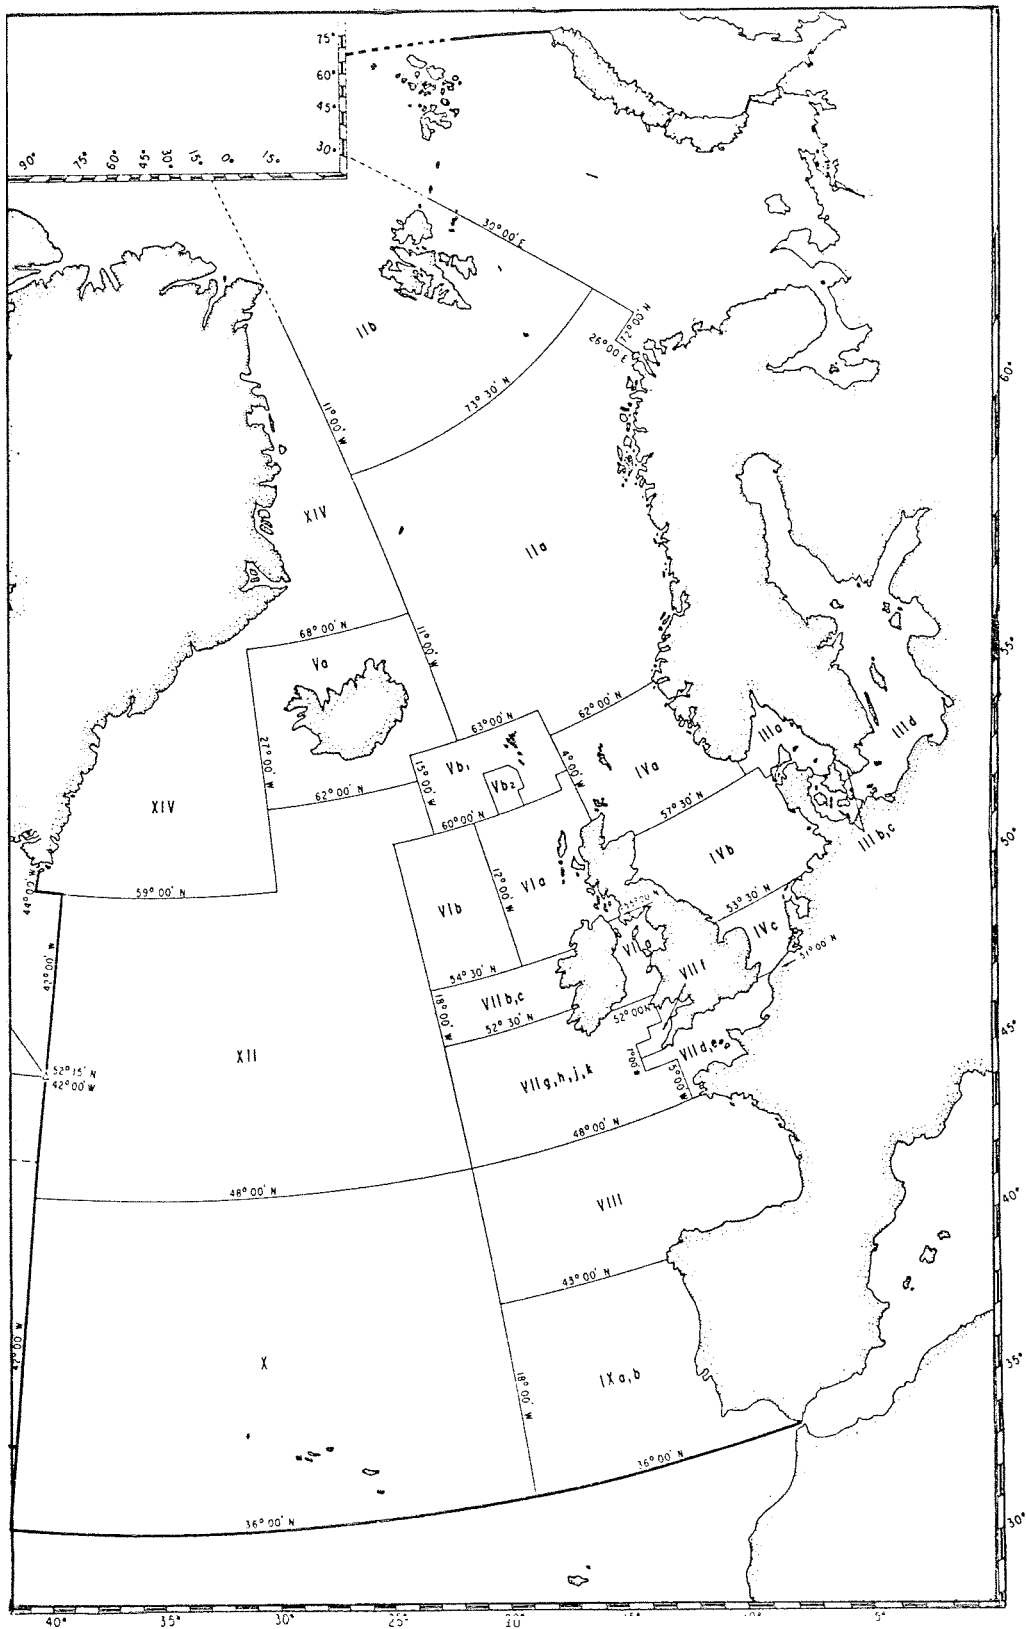 75°
60°
45°
30°
90°
75°
60°
45°
30°
15°
0°
15°
30°00'E
IIb
72°00'N
26°00'E
60°
73°30'N
11°00'W
XIV
IIa
68°00'N
11°00'W
55°
Va
62°00'N
63°00'N
IIIa
IIId
27°00'W
Vb₁
4°00'W
IVa
15°00'W
Vb₂
XIV
62°00'N
57°30'N
60°00'N
IIIb,c
50°
IVb
VIa
12°00'W
44°00'W
59°00'N
VIb
53°30'N
IVc
VIIa
51°00'N
42°00'W
54°30'N
VIIf
18°00'W
VIIb,c
52°30'N
52°00'N
45°
XII
VIId,e
7°00'W
5°00'W
52°15'N
42°00'W
VIIg,h,j,k
48°00'N
48°00'N
VIII
40°
43°00'N
42°00'W
X
35°
18°00'W
IXa,b
36°00'N
36°00'N
30°
40°
35°
30°
25°
20°
15°
10°
5°